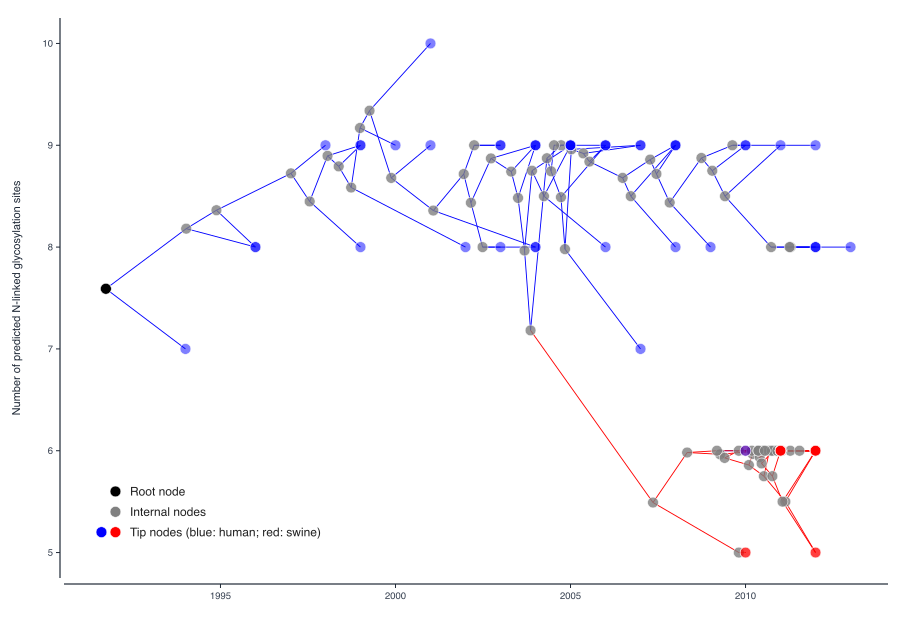 Number of predicted N-linked glycosylation sites
10
9
8
7
6
5
Root node
Internal nodes
Tip nodes (blue: human; red: swine)
1995
2000
2005
2010